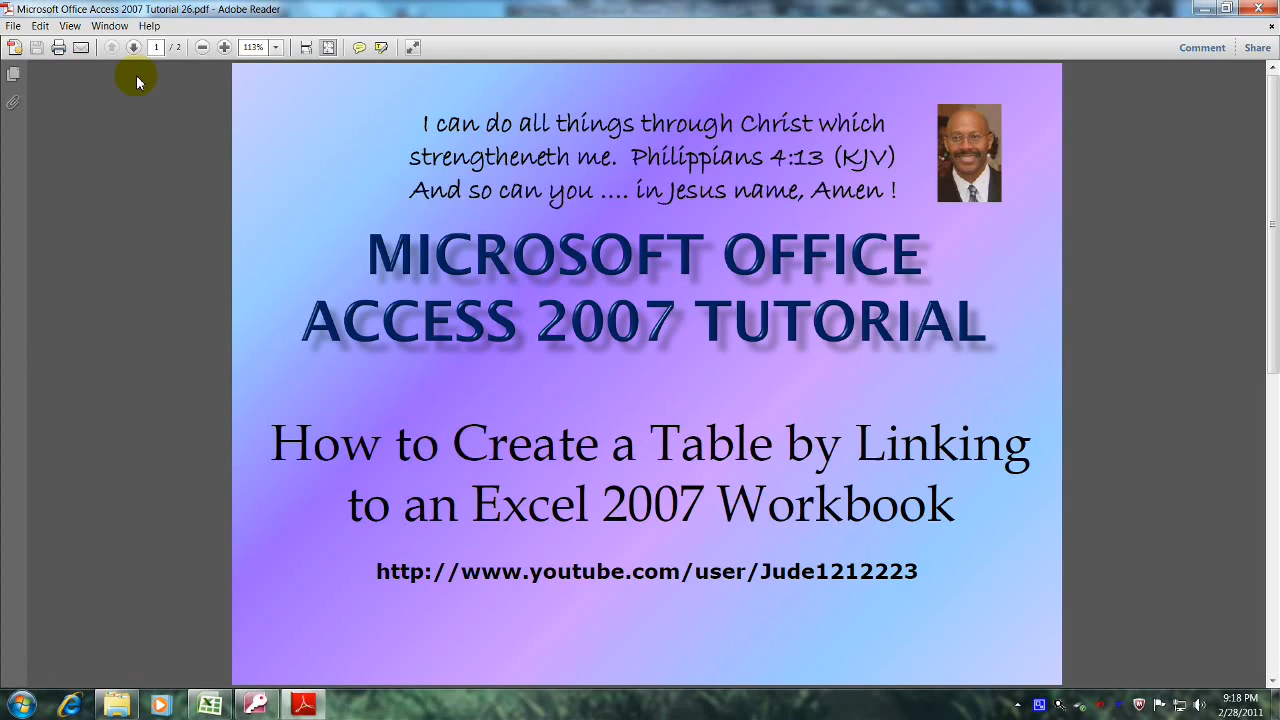 Microsoft Office Access 2007 Tutorial 26.pdf - Adobe Reader
File Edit View Window Help
1 / 2 113% Comment Share
I can do all things through Christ which
strengtheneth me. Philippians 4:13 (KJV)
And so can you .... in Jesus name, Amen !
MICROSOFT OFFICE
ACCESS 2007 TUTORIAL
How to Create a Table by Linking
to an Excel 2007 Workbook
http://www.youtube.com/user/Jude1212223
9:18 PM
2/28/2011